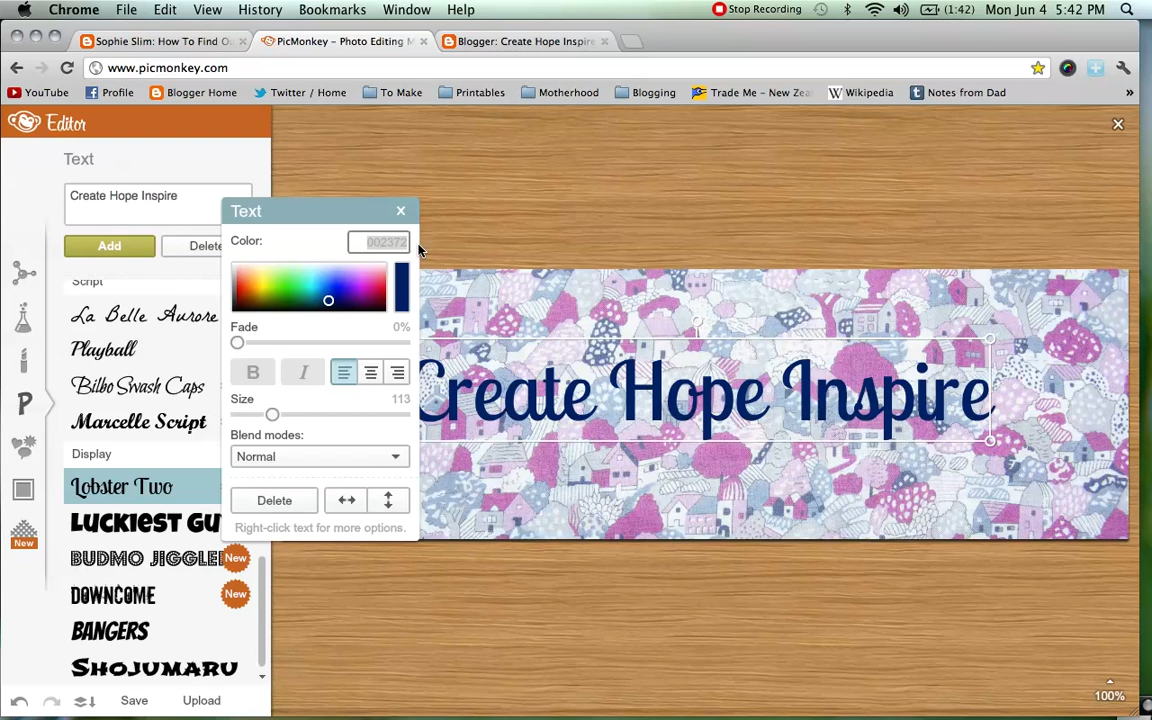 Chrome File Edit View History Bookmarks Window Help Stop Recording (1:42) Mon Jun 4 5:42 PM
Sophie Slim: How To Find O PicMonkey – Photo Editing M Blogger: Create Hope Inspire
www.picmonkey.com
YouTube Profile Blogger Home Twitter / Home To Make Printables Motherhood Blogging Trade Me – New Zea Wikipedia Notes from Dad »
Editor
Text
Create Hope Inspire
Add Delete
Script
La Belle Aurore
Playball
Bilbo Swash Caps
Marcelle Script
Display
Lobster Two
Luckiest Gu
Budmo Jiggler New
Downcome New
Bangers
Shojumaru
New
Save Upload
Text
Color: 002372
Fade 0%
B I
Size 113
Blend modes:
Normal
Delete
Right-click text for more options.
Create Hope Inspire
100%